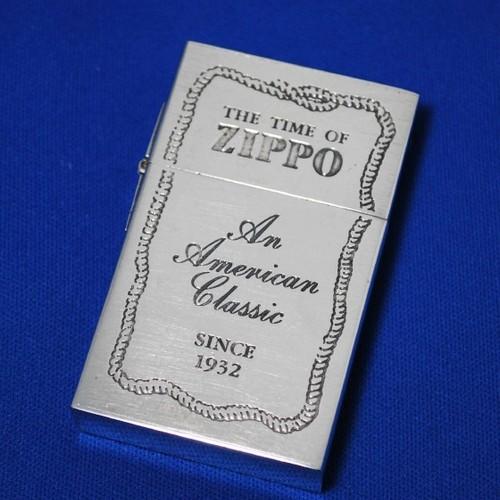 THE TIME OF
ZIPPO
An
American
Classic
SINCE
1932